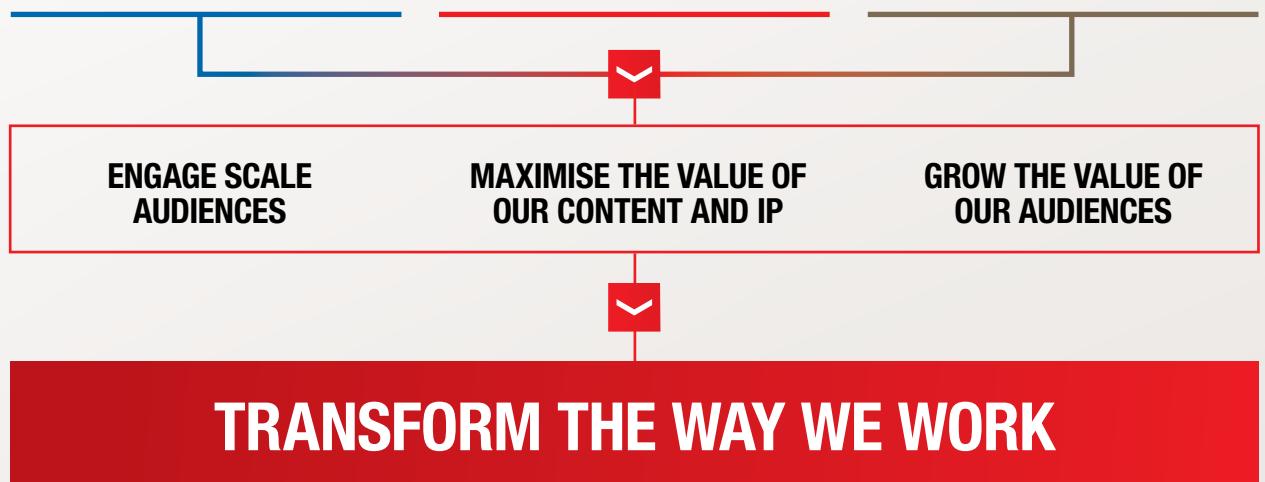 ENGAGE SCALE
AUDIENCES
MAXIMISE THE VALUE OF
OUR CONTENT AND IP
GROW THE VALUE OF
OUR AUDIENCES
TRANSFORM THE WAY WE WORK